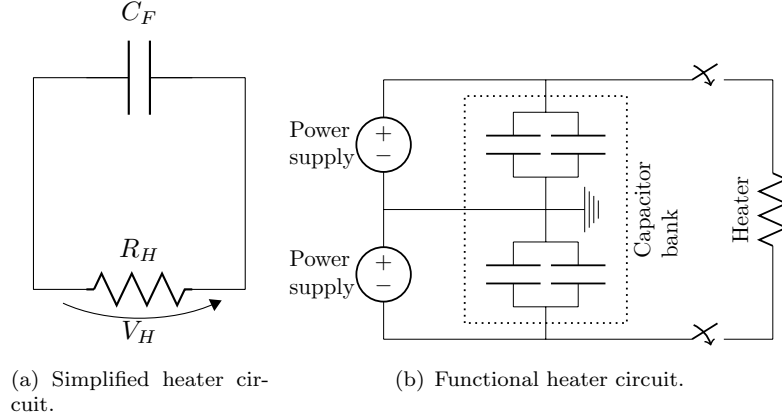 C_F
R_H
V_H
(a) Simplified heater cir-
cuit.
Power
supply
+
−
Power
supply
+
−
Capacitor
bank
Heater
(b) Functional heater circuit.